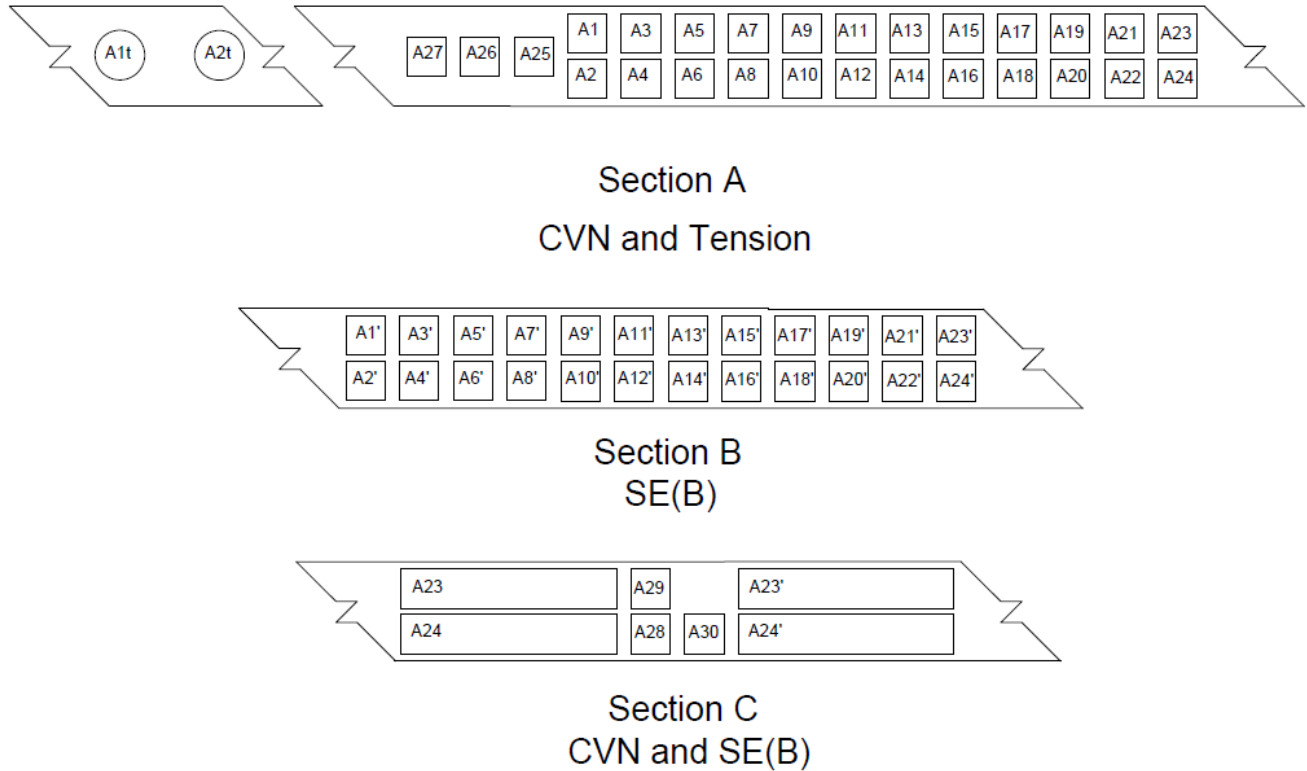 A1t A2t
A27 A26 A25
A1 A3 A5 A7 A9 A11 A13 A15 A17 A19 A21 A23
A2 A4 A6 A8 A10 A12 A14 A16 A18 A20 A22 A24
Section A
CVN and Tension
A1' A3' A5' A7' A9' A11' A13' A15' A17' A19' A21' A23'
A2' A4' A6' A8' A10' A12' A14' A16' A18' A20' A22' A24'
Section B
SE(B)
A23 A29 A23'
A24 A28 A30 A24'
Section C
CVN and SE(B)